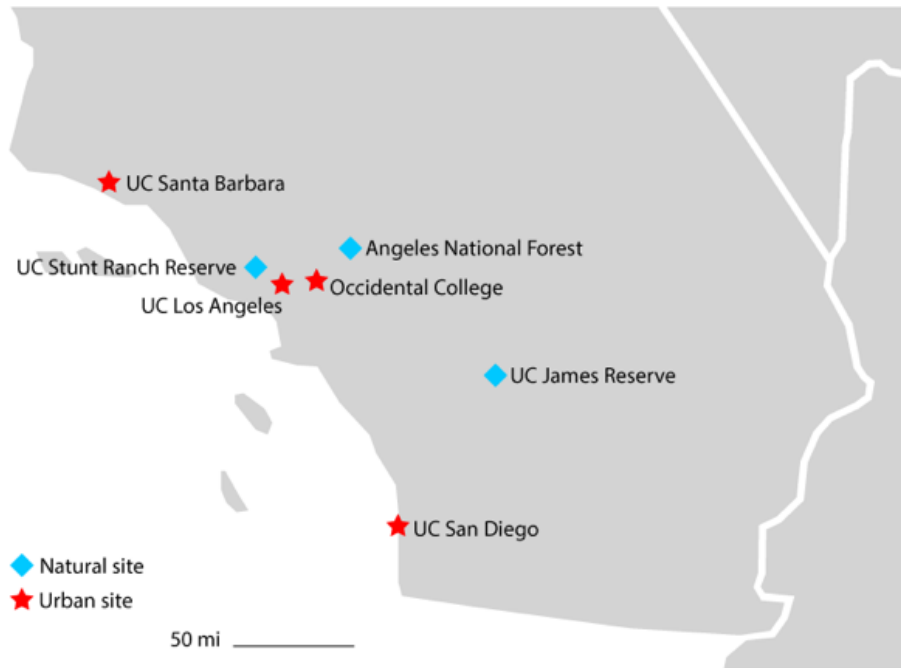 UC Santa Barbara
Angeles National Forest
UC Stunt Ranch Reserve
Occidental College
UC Los Angeles
UC James Reserve
UC San Diego
Natural site
Urban site
50 mi